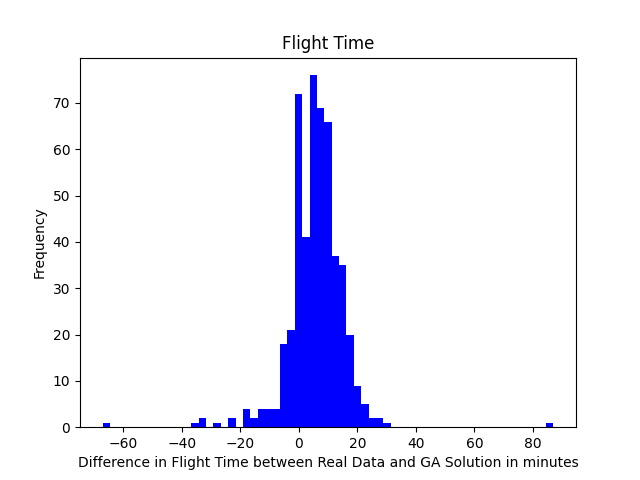 Flight Time
70
60
50
40
30
20
10
0
Frequency
−60 −40 −20 0 20 40 60 80
Difference in Flight Time between Real Data and GA Solution in minutes